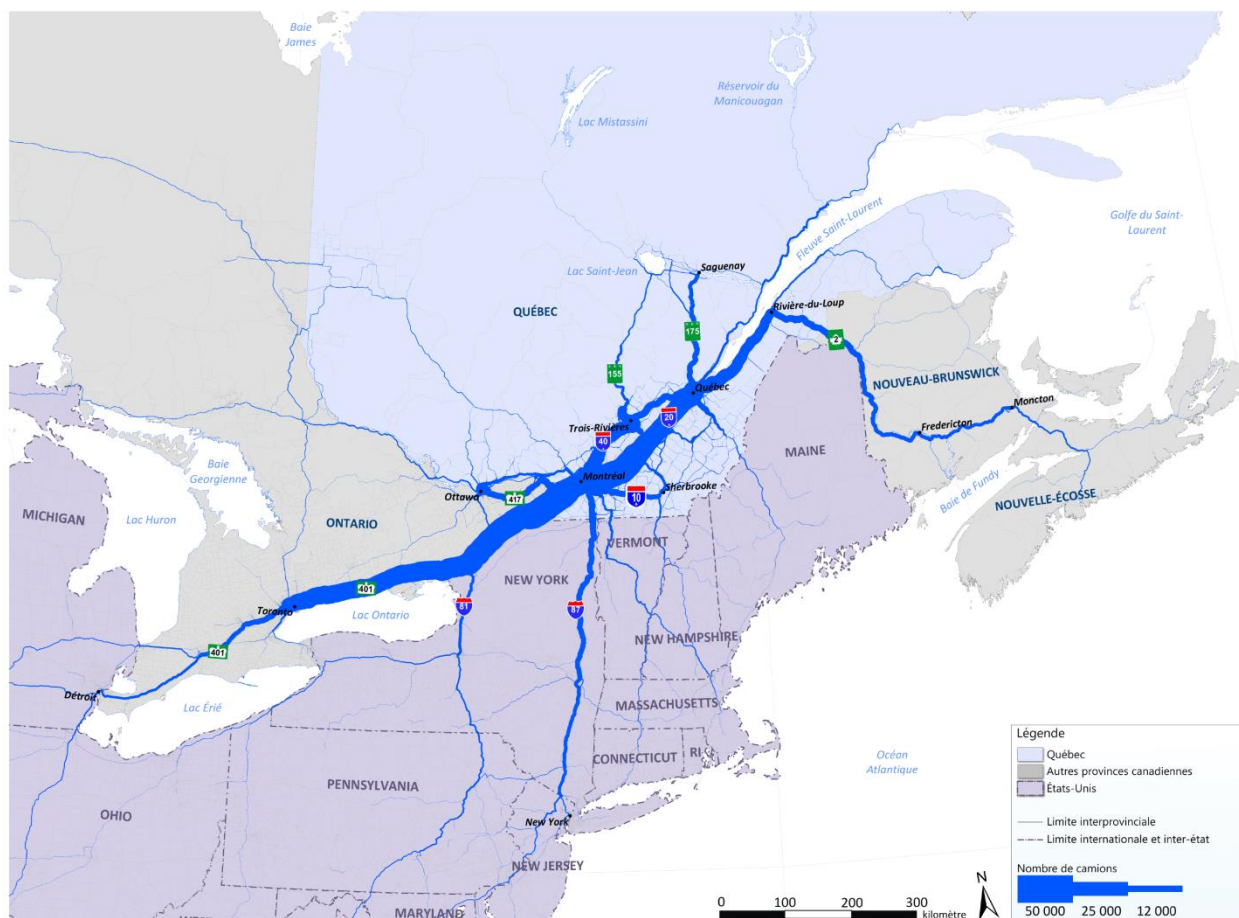 Baie
James
Réservoir du
Manicouagan
Lac Mistassini
Golfe du Saint-
Laurent
Fleuve Saint-Laurent
Lac Saint-Jean
Saguenay
QUÉBEC
Rivière-du-Loup
175
2
155
NOUVEAU-BRUNSWICK
Québec
Moncton
20
Trois-Rivières
Fredericton
40
MAINE
Baie
Georgienne
Montréal
Ottawa
417
10
Sherbrooke
Baie de Fundy
NOUVELLE-ÉCOSSE
MICHIGAN
Lac Huron
ONTARIO
VERMONT
NEW YORK
401
Toronto
Lac Ontario
81
87
NEW HAMPSHIRE
401
Détroit
Lac Érié
MASSACHUSETTS
CONNECTICUT
RI
Océan
Atlantique
PENNSYLVANIA
OHIO
New York
NEW JERSEY
MARYLAND
Légende
Québec
Autres provinces canadiennes
États-Unis
Limite interprovinciale
Limite internationale et inter-état
Nombre de camions
50 000 25 000 12 000
N
0 100 200 300
kilomètre